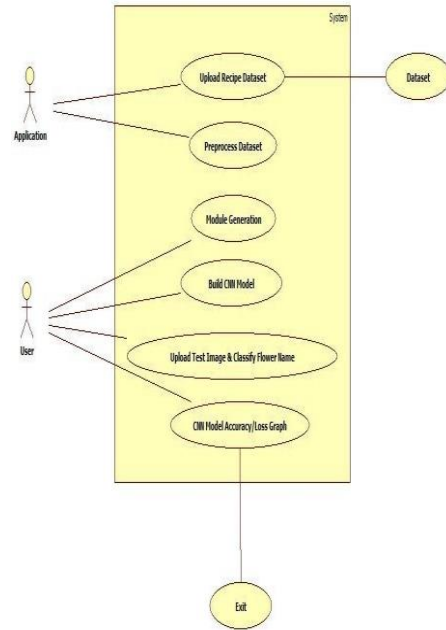 System
Upload Recipe Dataset
Dataset
Application
Preprocess Dataset
Module Generation
Build CNN Model
User
Upload Test Image & Classify Flower Name
CNN Model Accuracy/Loss Graph
Exit